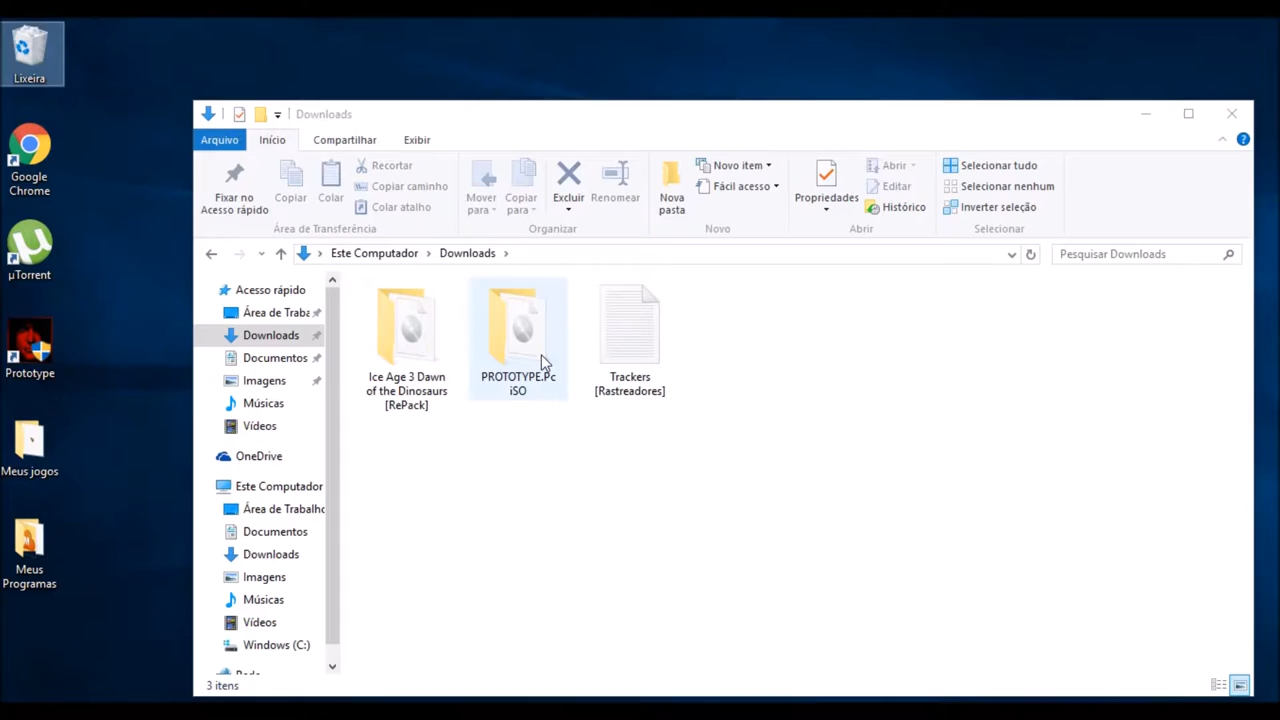 Lixeira
Google
Chrome
µTorrent
Prototype
Meus jogos
Meus
Programas
Downloads
Arquivo
Início
Compartilhar
Exibir
Fixar no
Acesso rápido
Copiar
Colar
Recortar
Copiar caminho
Colar atalho
Área de Transferência
Mover
para
Copiar
para
Excluir
Renomear
Organizar
Nova
pasta
Novo item
Fácil acesso
Novo
Propriedades
Abrir
Editar
Histórico
Abrir
Selecionar tudo
Selecionar nenhum
Inverter seleção
Selecionar
Este Computador
Downloads
Pesquisar Downloads
Acesso rápido
Área de Traba
Downloads
Documentos
Imagens
Músicas
Vídeos
OneDrive
Este Computador
Área de Trabalho
Documentos
Downloads
Imagens
Músicas
Vídeos
Windows (C:)
Ice Age 3 Dawn
of the Dinosaurs
[RePack]
PROTOTYPE.Pc
iSO
Trackers
[Rastreadores]
3 itens